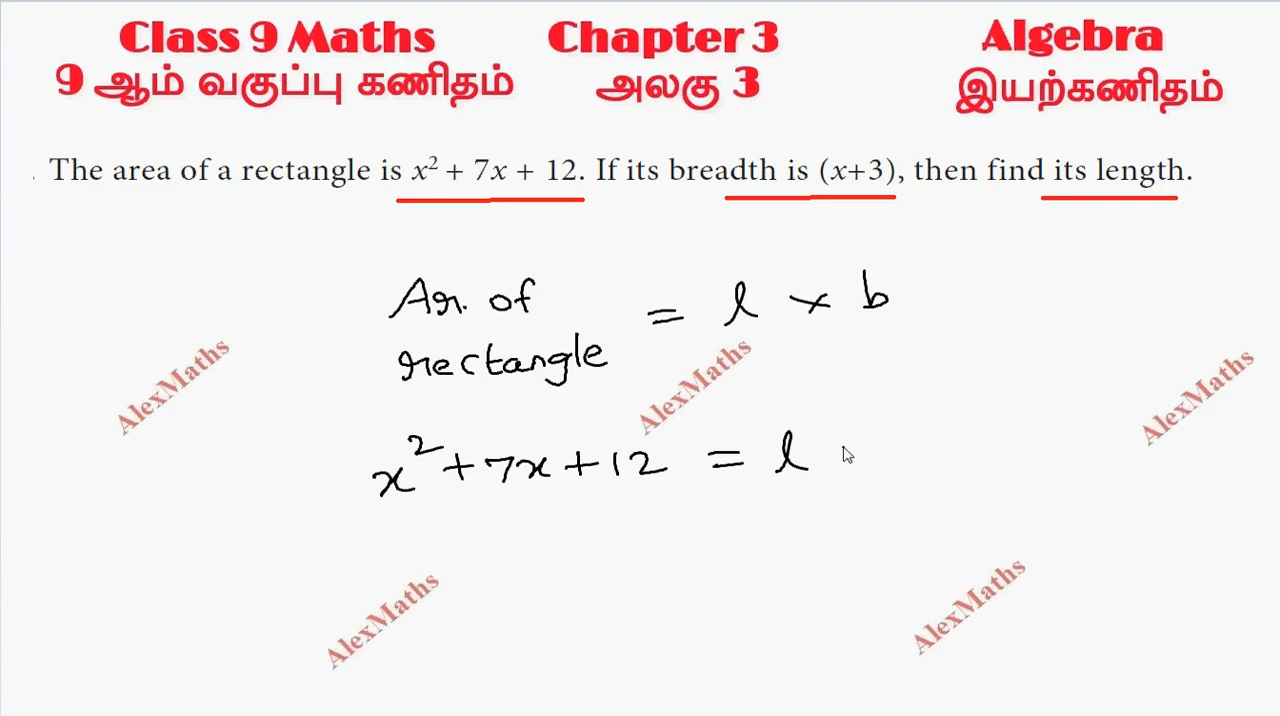 Class 9 Maths Chapter 3 Algebra
9 ஆம் வகுப்பு கணிதம் அலகு 3 இயற்கணிதம்
. The area of a rectangle is x² + 7x + 12. If its breadth is (x+3), then find its length.
Ar. of
rectangle = l × b
AlexMaths AlexMaths AlexMaths
x² + 7x + 12 = l
AlexMaths AlexMaths